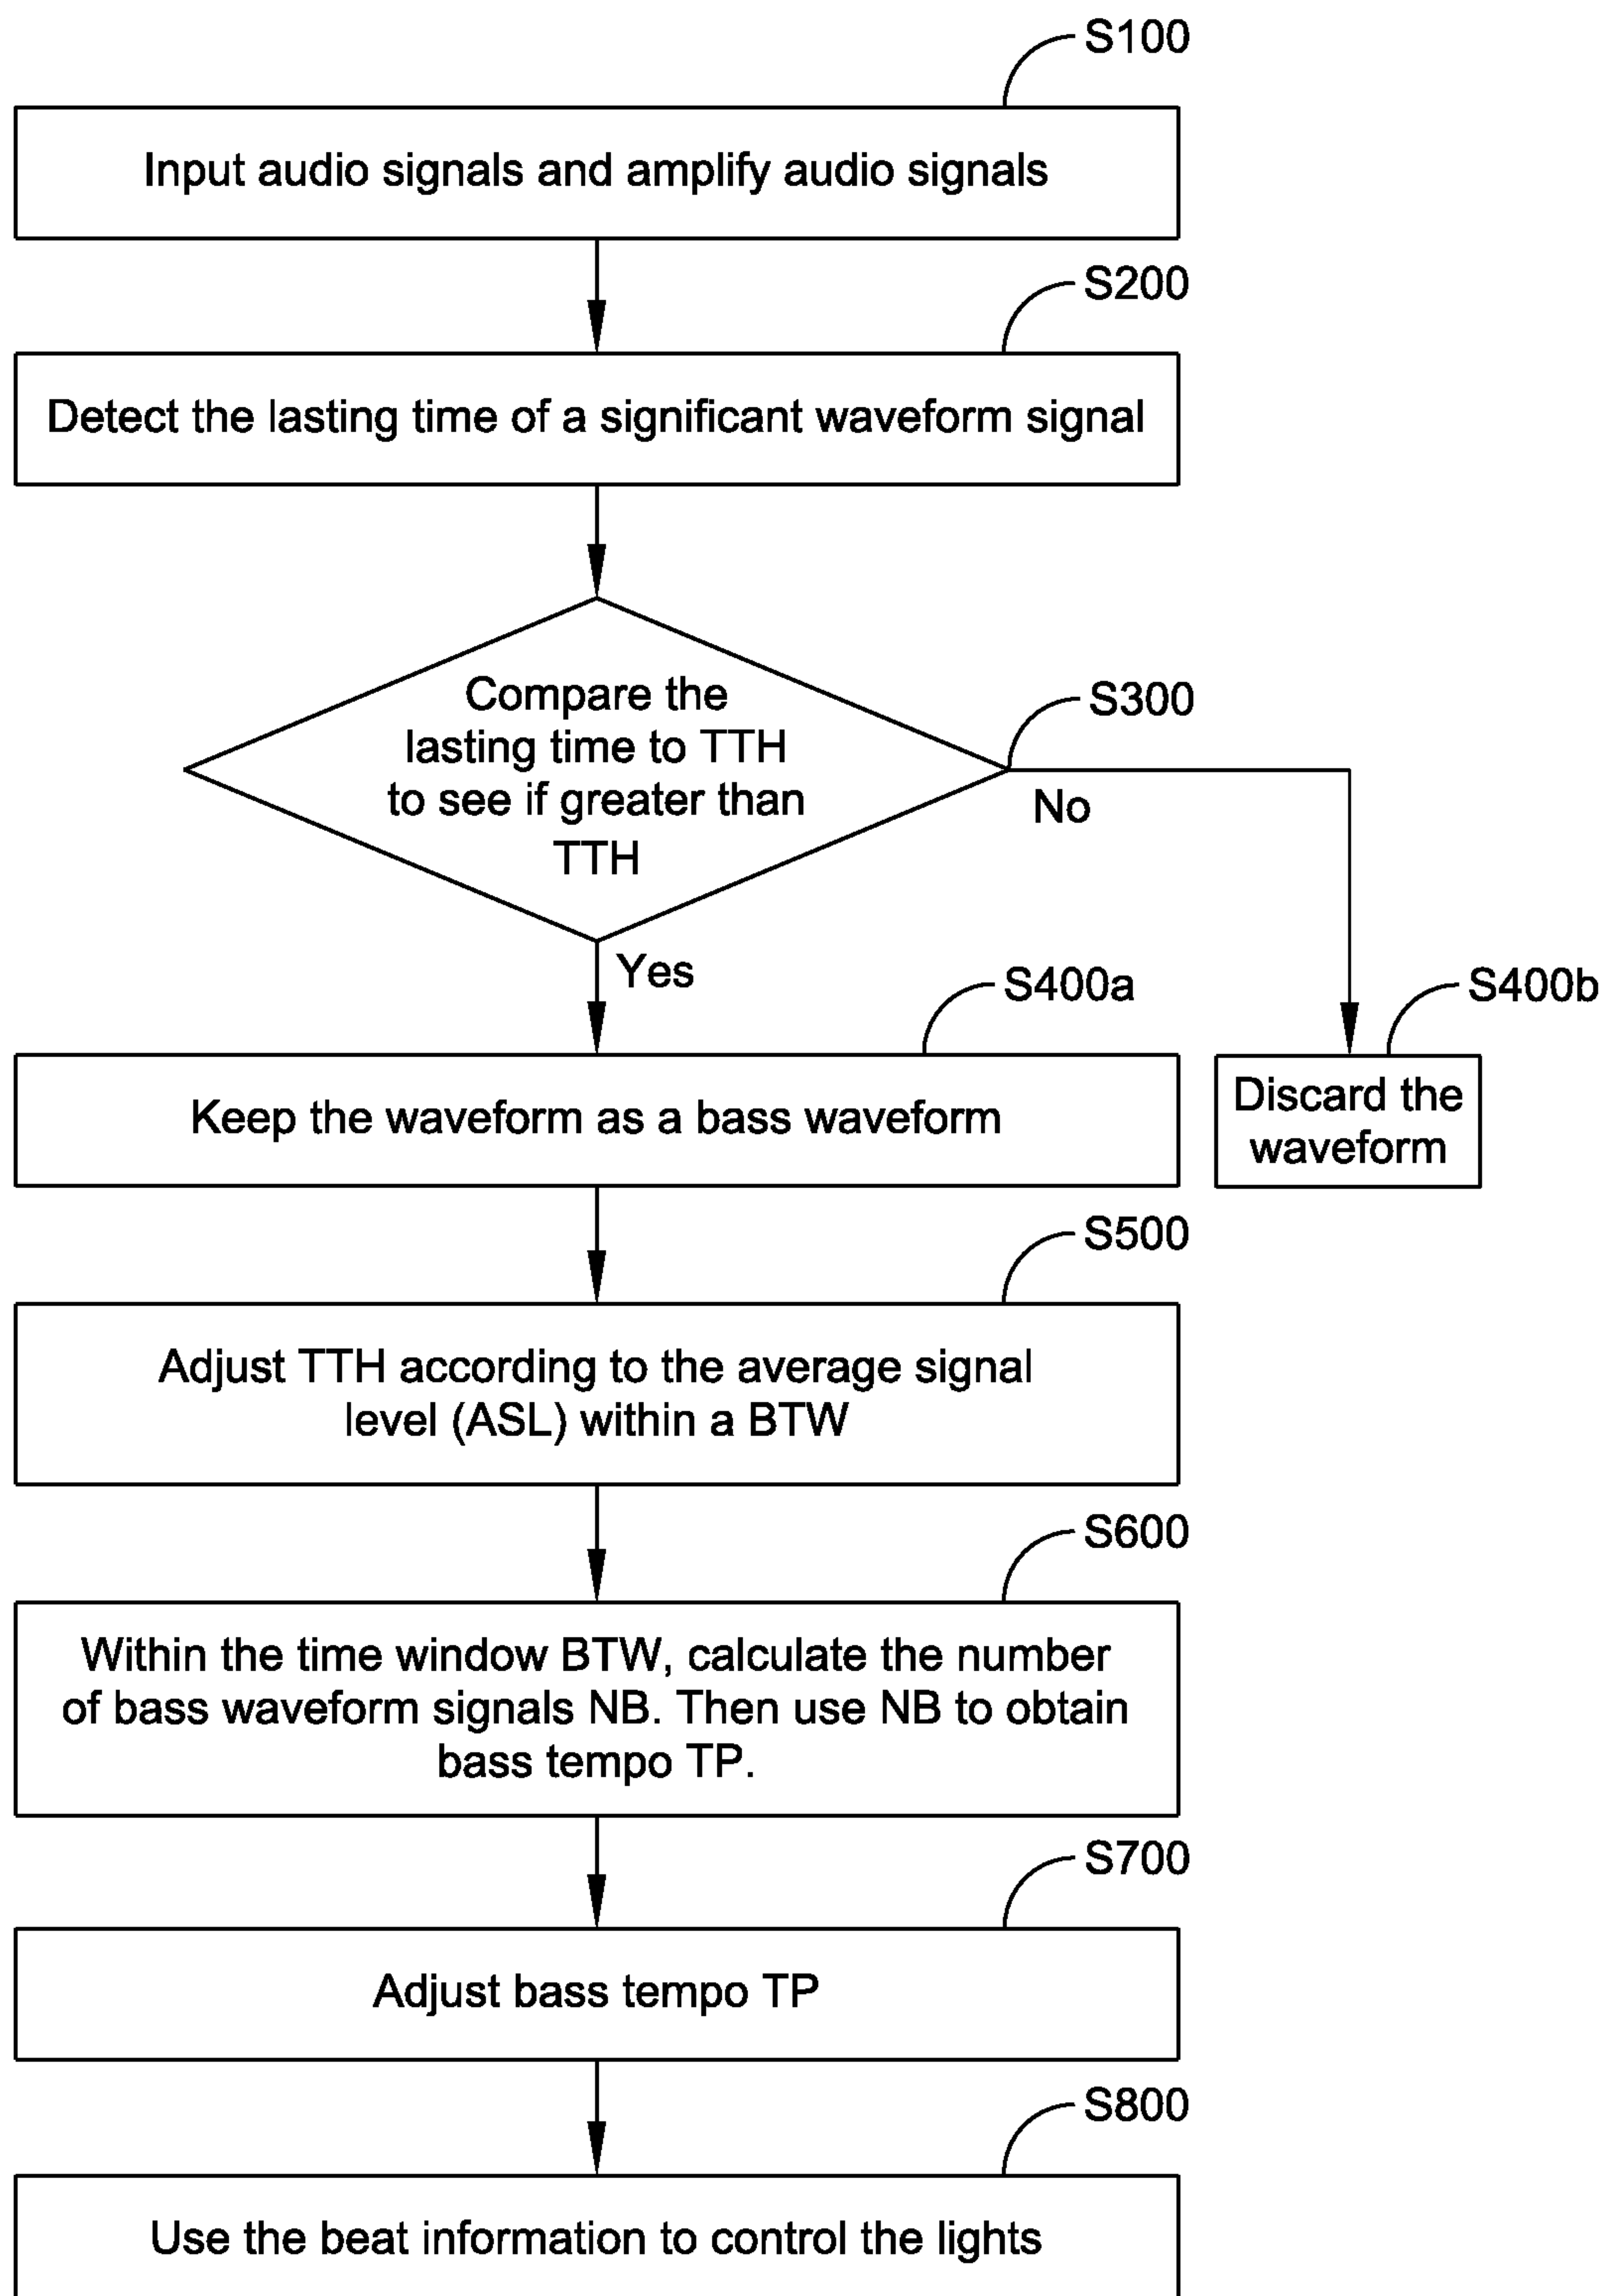 S100
Input audio signals and amplify audio signals
S200
Detect the lasting time of a significant waveform signal
Compare the
lasting time to TTH
to see if greater than
TTH
S300
No
Yes
S400a
S400b
Keep the waveform as a bass waveform
Discard the
waveform
S500
Adjust TTH according to the average signal
level (ASL) within a BTW
S600
Within the time window BTW, calculate the number
of bass waveform signals NB. Then use NB to obtain
bass tempo TP.
S700
Adjust bass tempo TP
S800
Use the beat information to control the lights